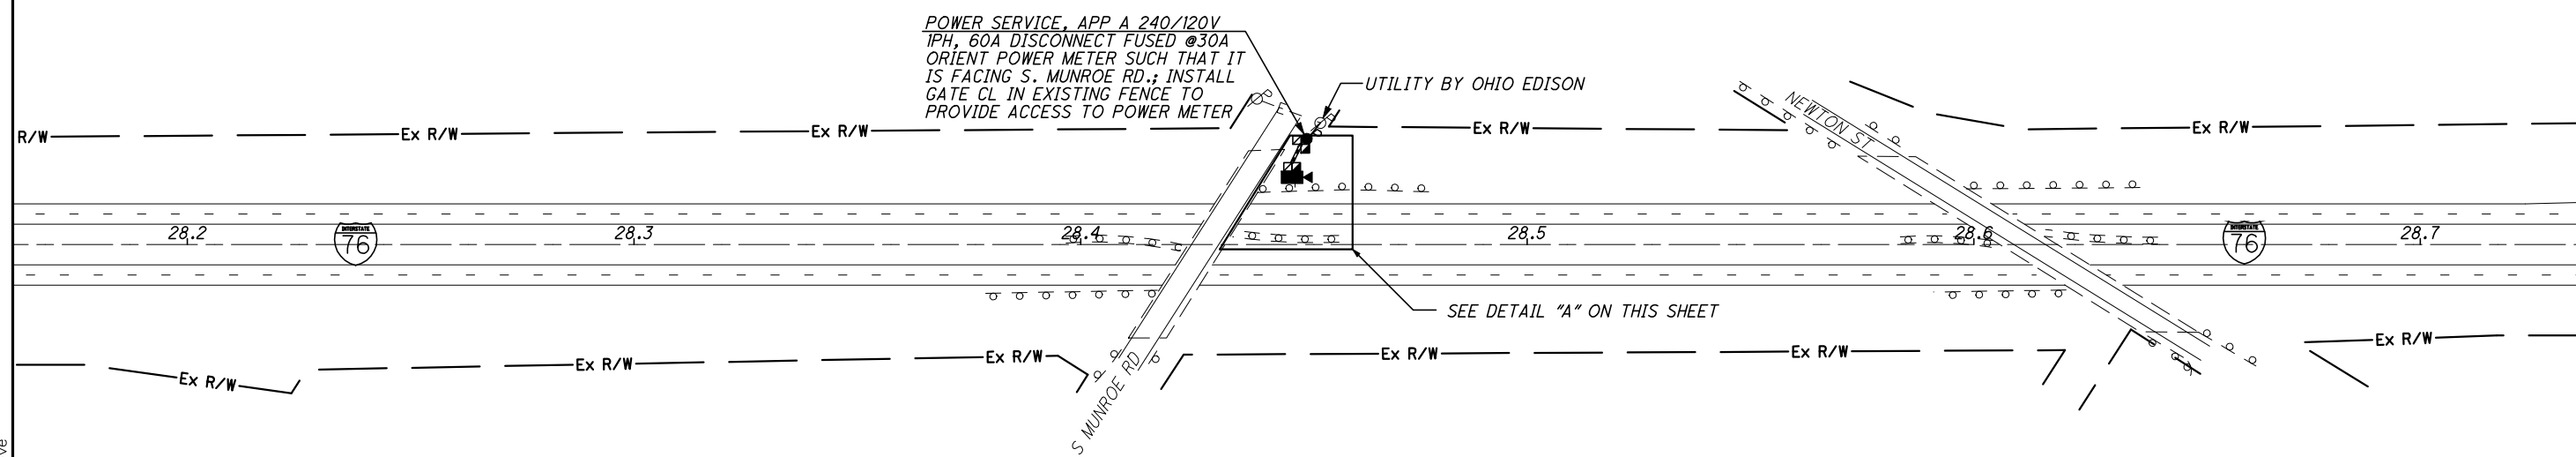 POWER SERVICE, APP A 240/120V
1PH, 60A DISCONNECT FUSED @30A
ORIENT POWER METER SUCH THAT IT
IS FACING S. MUNROE RD.; INSTALL
GATE CL IN EXISTING FENCE TO
PROVIDE ACCESS TO POWER METER
UTILITY BY OHIO EDISON
R/W
Ex R/W
Ex R/W
Ex R/W
Ex R/W
NEWTON ST
P
E
28.2
INTERSTATE
76
28.3
28.4
28.5
28.6
INTERSTATE
76
28.7
SEE DETAIL "A" ON THIS SHEET
Ex R/W
Ex R/W
Ex R/W
Ex R/W
Ex R/W
Ex R/W
S MUNROE RD
ve